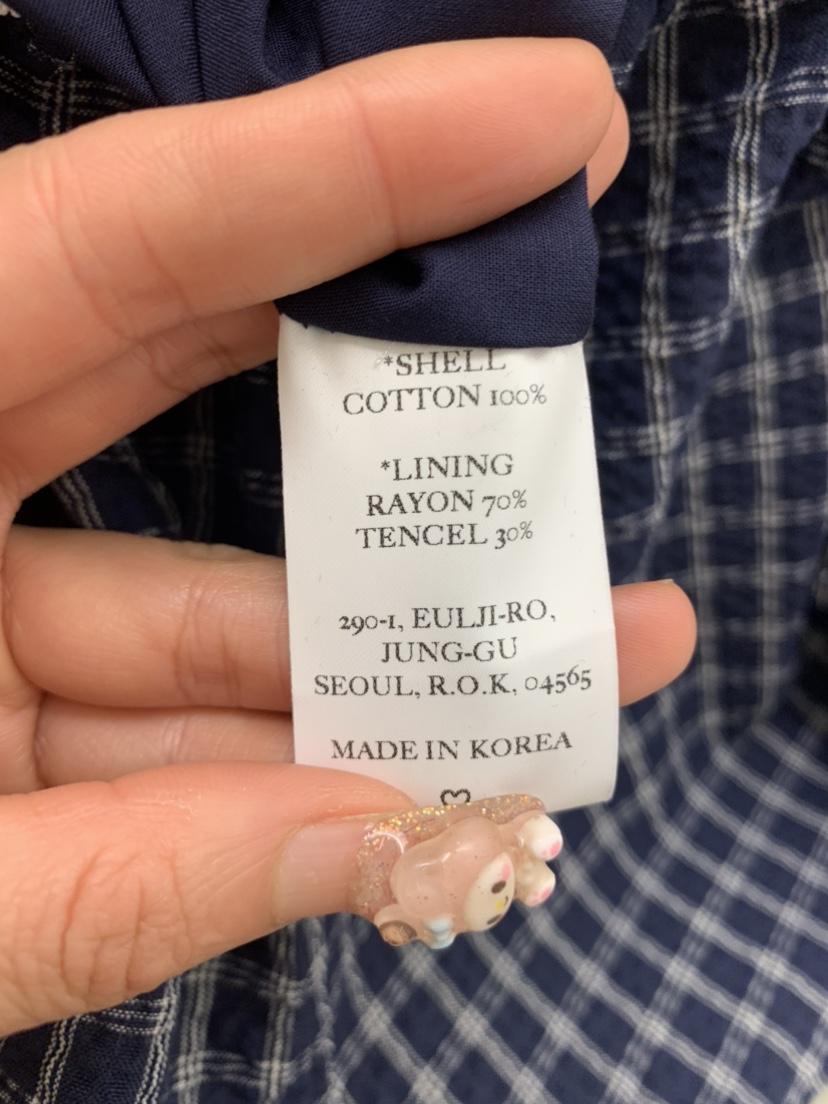 *SHELL
COTTON 100%
*LINING
RAYON 70%
TENCEL 30%
290-1, EULJI-RO,
JUNG-GU
SEOUL, R.O.K, 04565
MADE IN KOREA